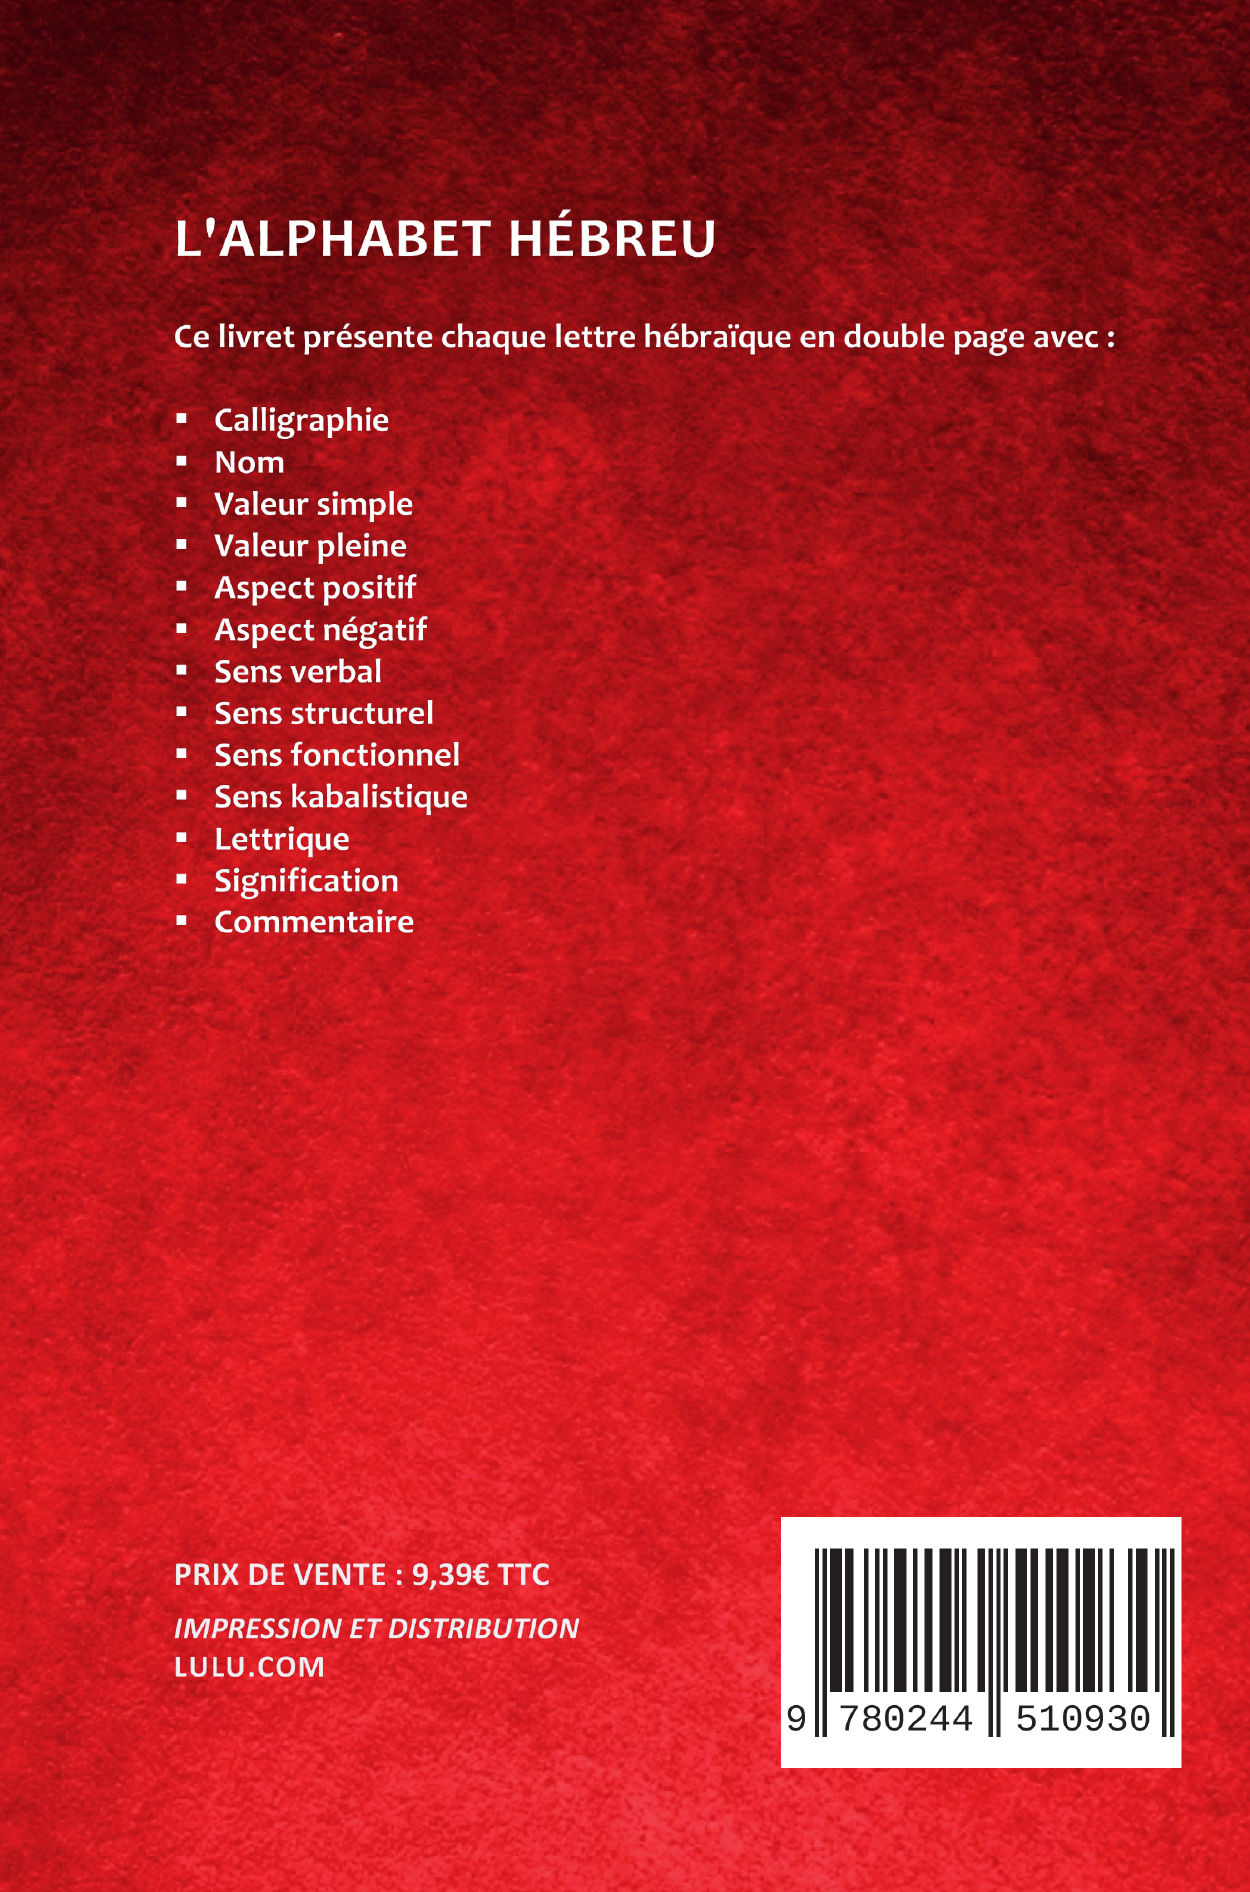 L'ALPHABET HÉBREU
Ce livret présente chaque lettre hébraïque en double page avec :
▪ Calligraphie
▪ Nom
▪ Valeur simple
▪ Valeur pleine
▪ Aspect positif
▪ Aspect négatif
▪ Sens verbal
▪ Sens structurel
▪ Sens fonctionnel
▪ Sens kabalistique
▪ Lettrique
▪ Signification
▪ Commentaire
PRIX DE VENTE : 9,39€ TTC
IMPRESSION ET DISTRIBUTION
LULU.COM
9 780244 510930